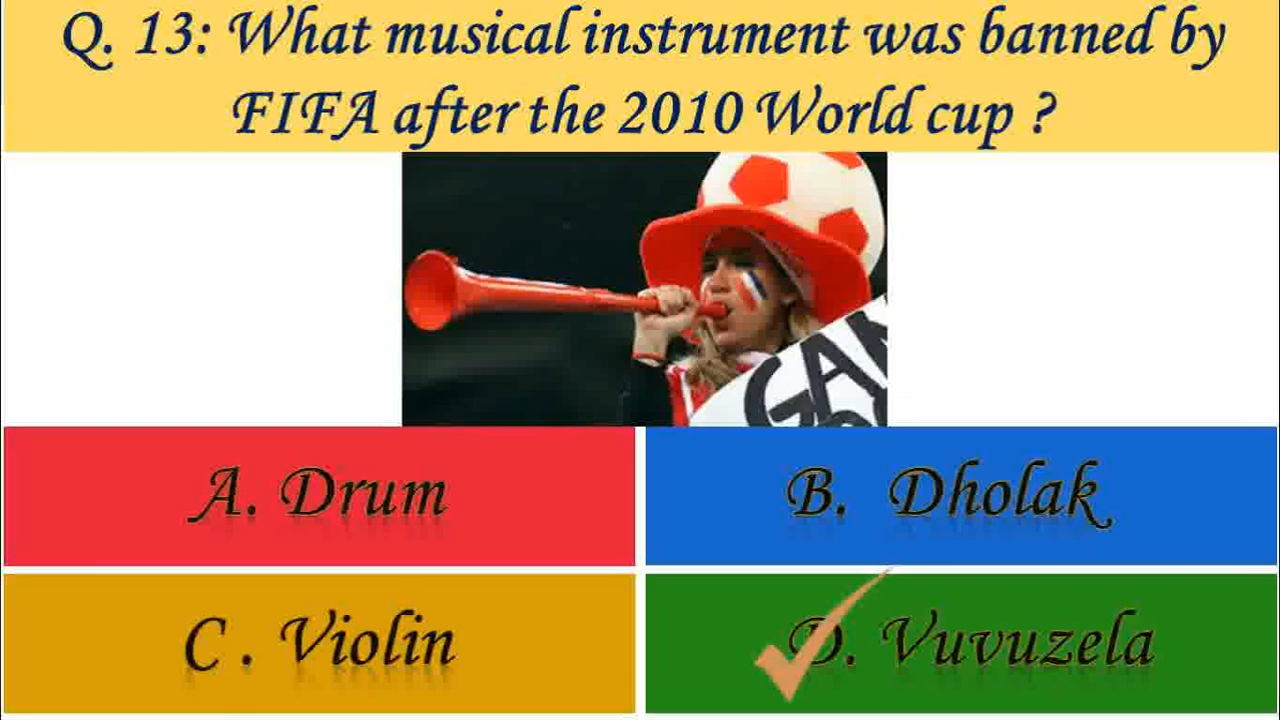 Q. 13: What musical instrument was banned by
FIFA after the 2010 World cup ?
A. Drum
B. Dholak
C . Violin
D. Vuvuzela